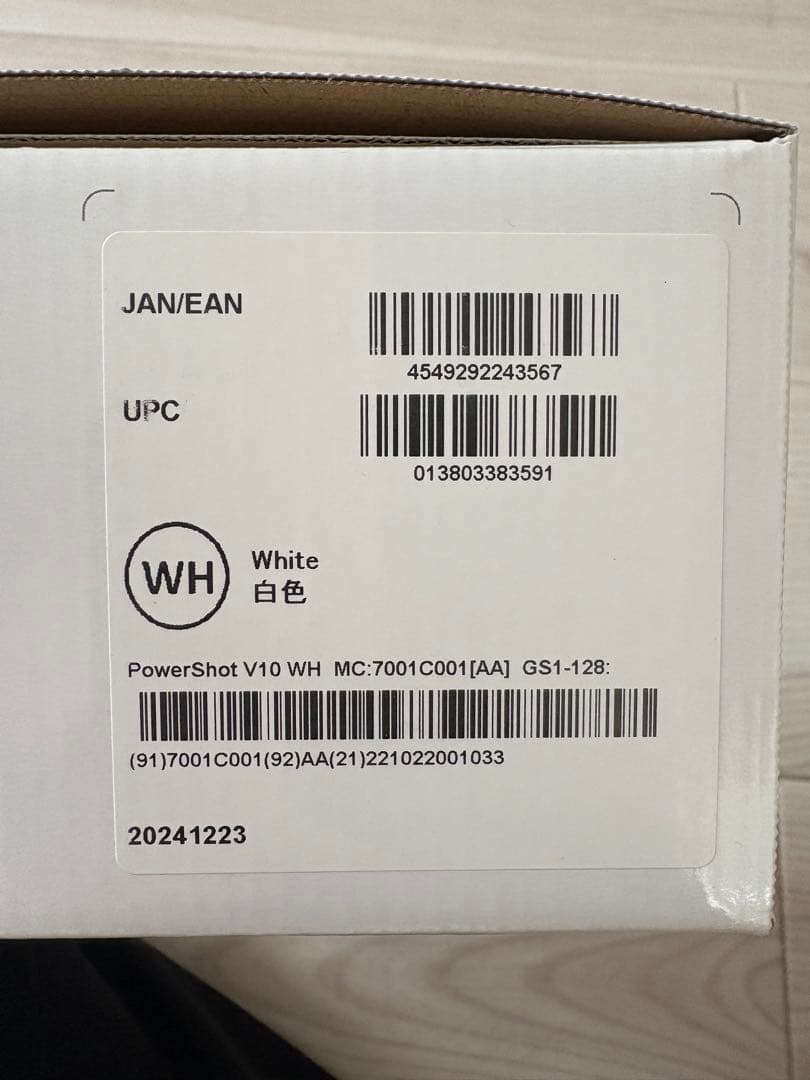 JAN/EAN
4549292243567
UPC
013803383591
WH
White
白色
PowerShot V10 WH MC:7001C001[AA] GS1-128:
(91)7001C001(92)AA(21)221022001033
20241223